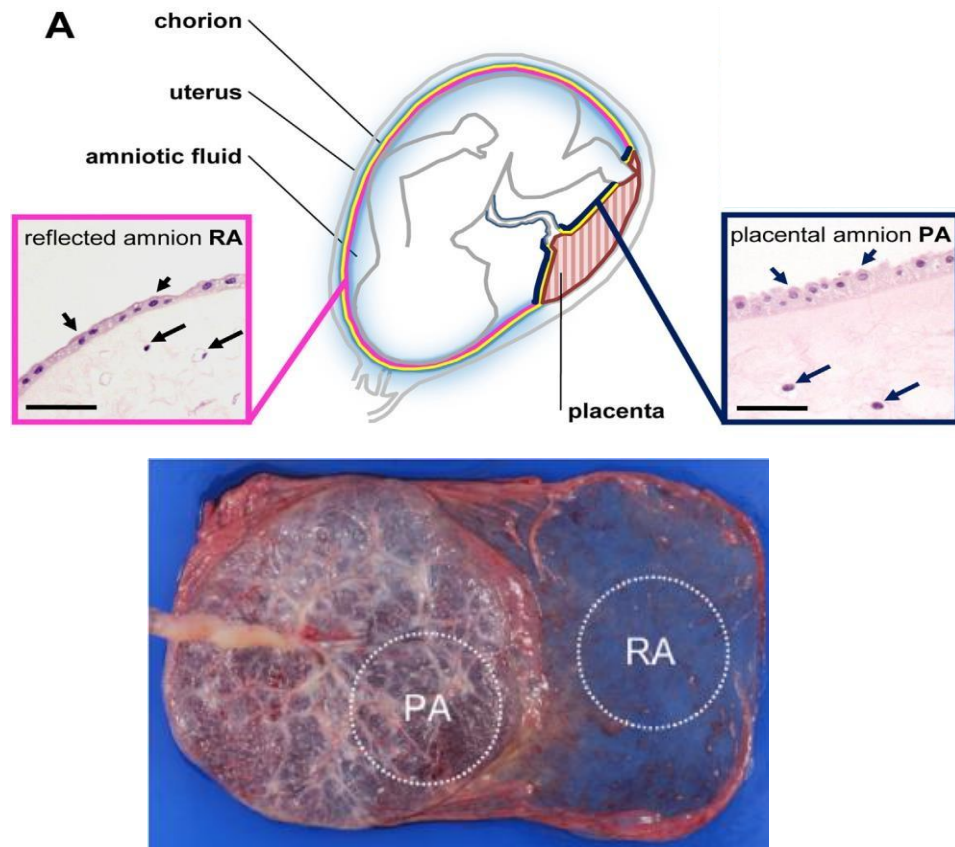 A
chorion
uterus
amniotic fluid
reflected amnion RA
placental amnion PA
placenta
PA
RA